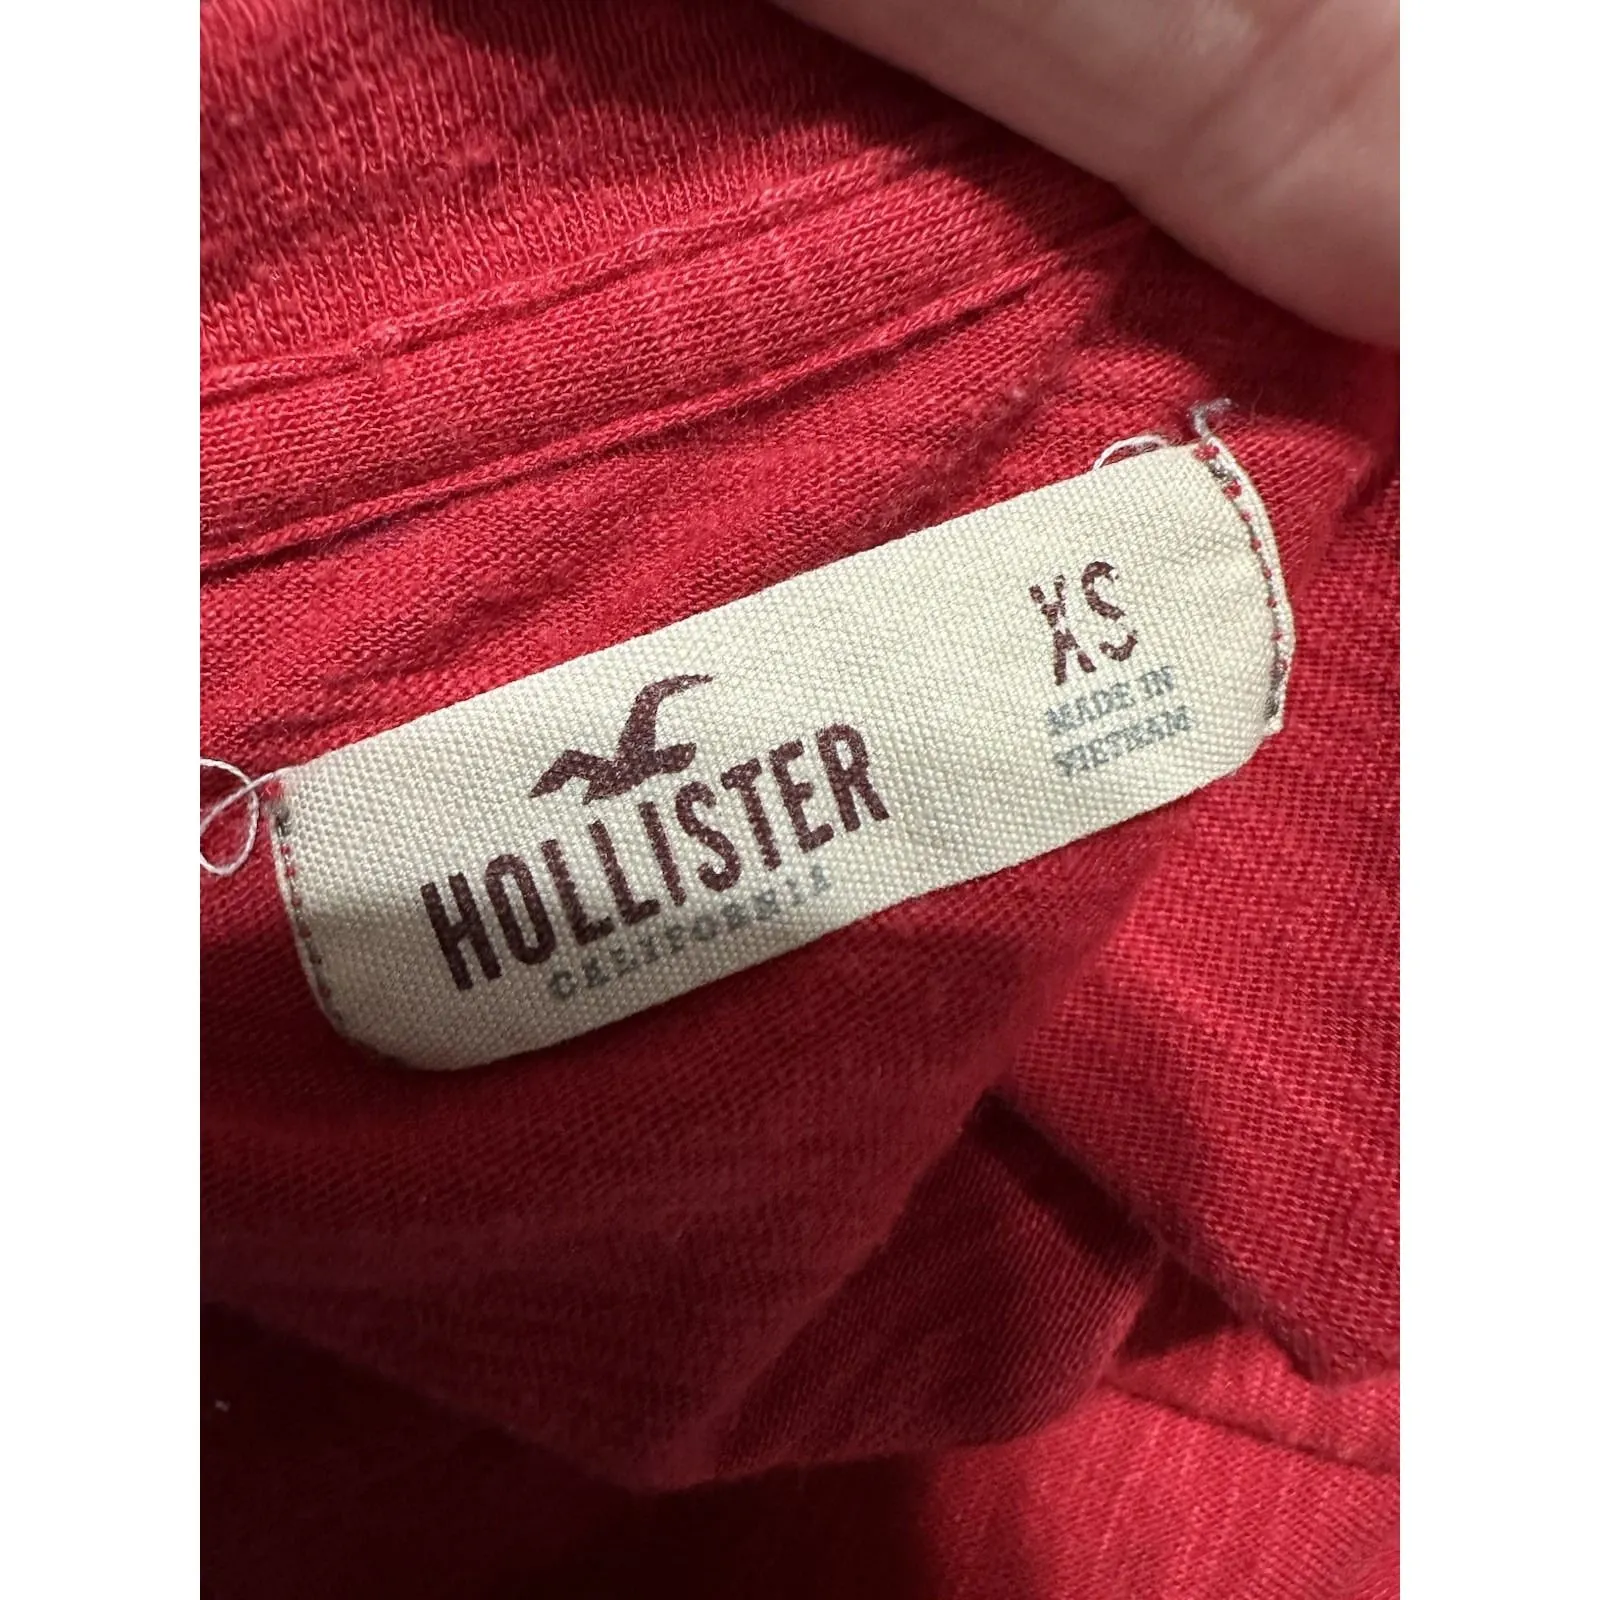 HOLLISTER
CALIFORNIA
XS
MADE IN
VIETNAM